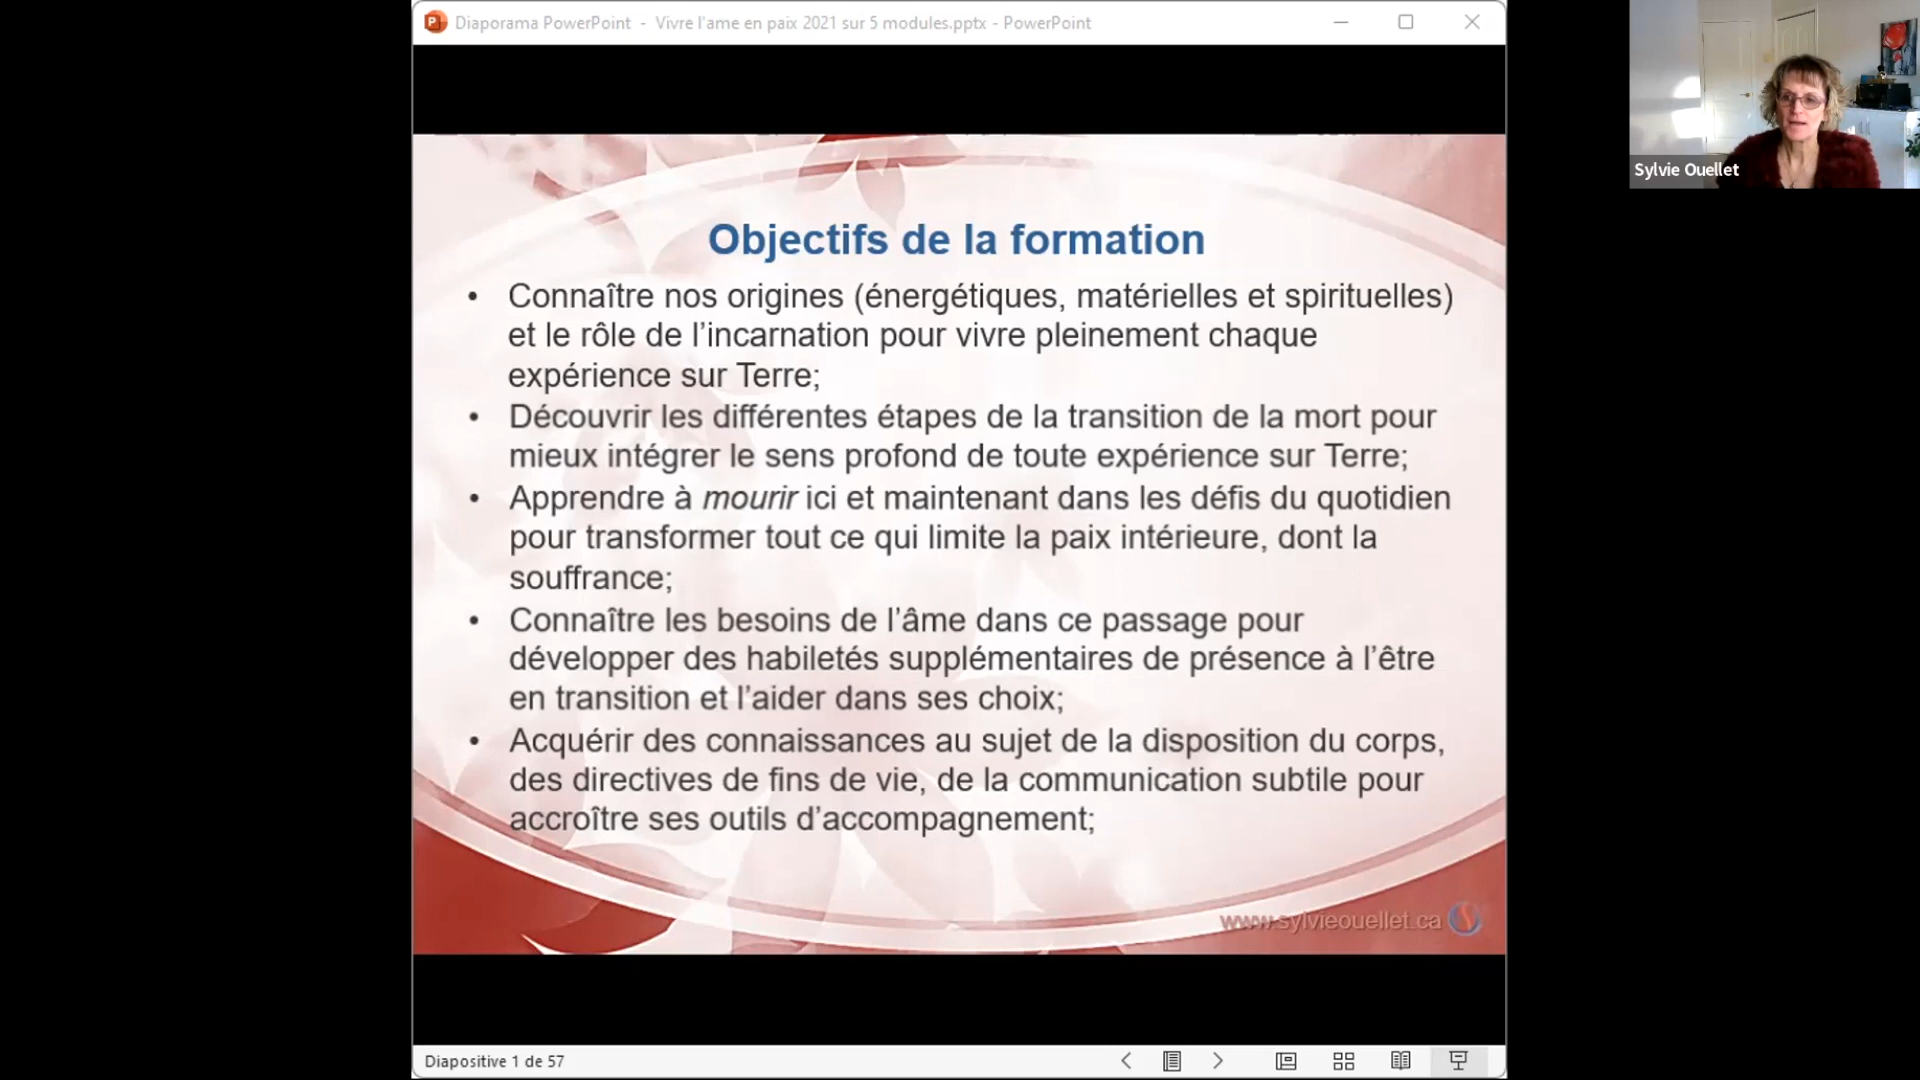 Diaporama PowerPoint - Vivre l'ame en paix 2021 sur 5 modules.pptx - PowerPoint
Sylvie Ouellet
Objectifs de la formation
• Connaître nos origines (énergétiques, matérielles et spirituelles)
et le rôle de l’incarnation pour vivre pleinement chaque
expérience sur Terre;
• Découvrir les différentes étapes de la transition de la mort pour
mieux intégrer le sens profond de toute expérience sur Terre;
• Apprendre à mourir ici et maintenant dans les défis du quotidien
pour transformer tout ce qui limite la paix intérieure, dont la
souffrance;
• Connaître les besoins de l’âme dans ce passage pour
développer des habiletés supplémentaires de présence à l’être
en transition et l’aider dans ses choix;
• Acquérir des connaissances au sujet de la disposition du corps,
des directives de fins de vie, de la communication subtile pour
accroître ses outils d’accompagnement;
www.sylvieouellet.ca
Diapositive 1 de 57